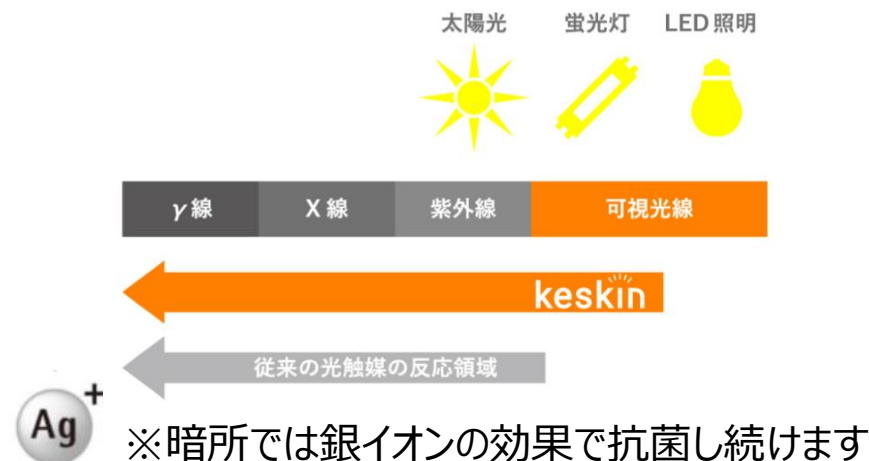 太陽光 蛍光灯 LED照明
γ線 X線 紫外線 可視光線
keskin
従来の光触媒の反応領域
Ag+
※暗所では銀イオンの効果で抗菌し続けます